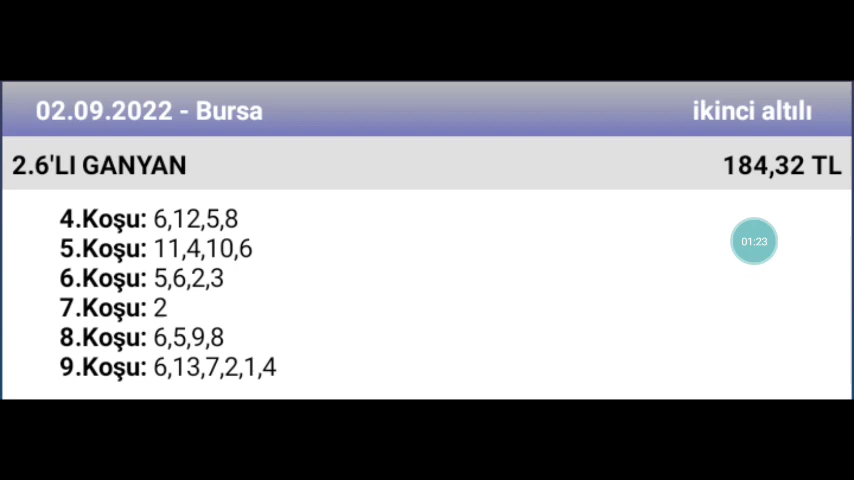 02.09.2022 - Bursa ikinci altılı
2.6'LI GANYAN 184,32 TL
4.Koşu: 6,12,5,8
5.Koşu: 11,4,10,6
01:23
6.Koşu: 5,6,2,3
7.Koşu: 2
8.Koşu: 6,5,9,8
9.Koşu: 6,13,7,2,1,4